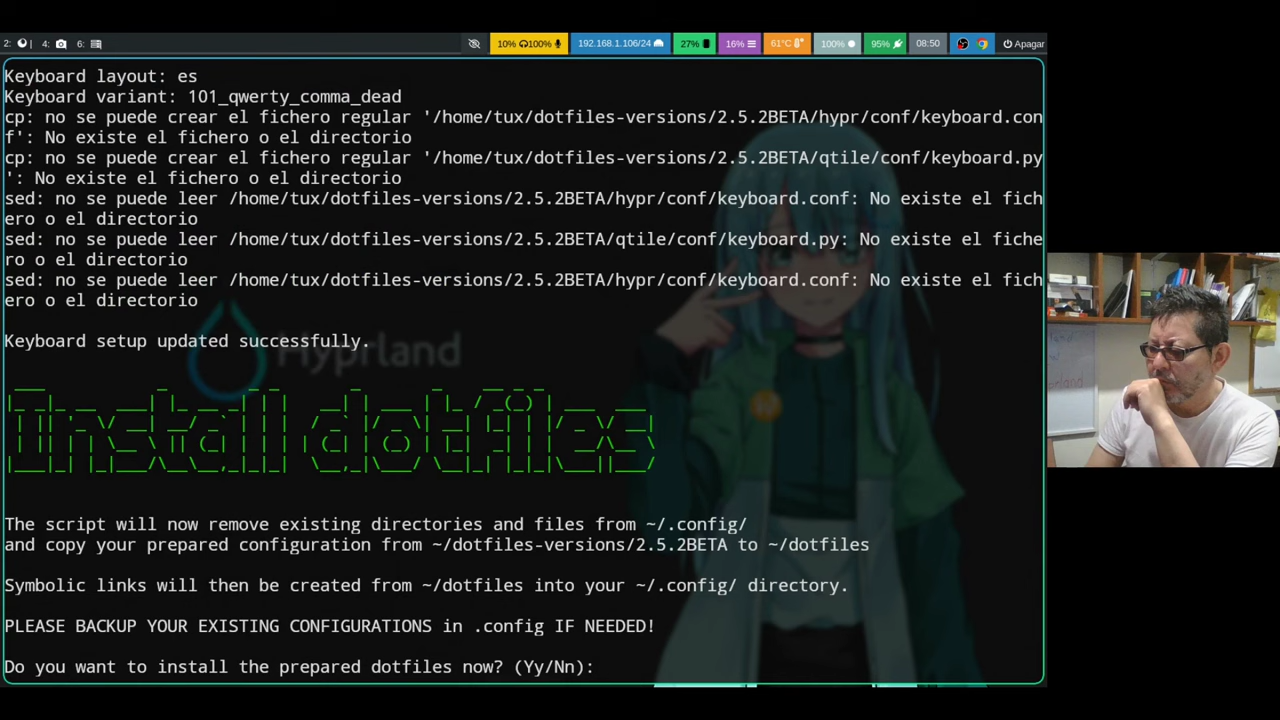 2: | 4: 6:
10% 100% 192.168.1.106/24 27% 16% 61°C 100% 95% 08:50 Apagar
Keyboard layout: es
Keyboard variant: 101_qwerty_comma_dead
cp: no se puede crear el fichero regular '/home/tux/dotfiles-versions/2.5.2BETA/hypr/conf/keyboard.con
f': No existe el fichero o el directorio
cp: no se puede crear el fichero regular '/home/tux/dotfiles-versions/2.5.2BETA/qtile/conf/keyboard.py
': No existe el fichero o el directorio
sed: no se puede leer /home/tux/dotfiles-versions/2.5.2BETA/hypr/conf/keyboard.conf: No existe el fich
ero o el directorio
sed: no se puede leer /home/tux/dotfiles-versions/2.5.2BETA/qtile/conf/keyboard.py: No existe el fiche
ro o el directorio
sed: no se puede leer /home/tux/dotfiles-versions/2.5.2BETA/hypr/conf/keyboard.conf: No existe el fich
ero o el directorio
Keyboard setup updated successfully.
Hyprland
Install dotfiles
The script will now remove existing directories and files from ~/.config/
and copy your prepared configuration from ~/dotfiles-versions/2.5.2BETA to ~/dotfiles
Symbolic links will then be created from ~/dotfiles into your ~/.config/ directory.
PLEASE BACKUP YOUR EXISTING CONFIGURATIONS in .config IF NEEDED!
Do you want to install the prepared dotfiles now? (Yy/Nn):